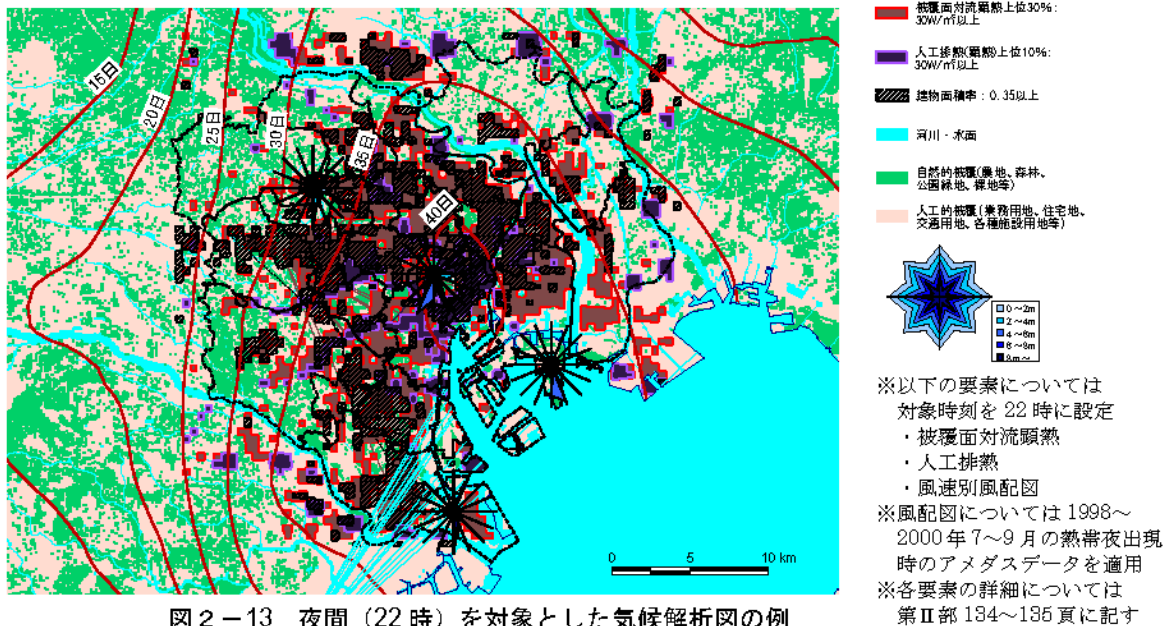 15日
20日
25日
30日
35日
40日
0 5 10 km
図2-13 夜間(22時)を対象とした気候解析図の例
被覆面対流顕熱上位30%:
30W/㎡以上
人工排熱(顕熱)上位10%:
30W/㎡以上
建物面積率:0.35以上
河川・水面
自然的被覆(農地、森林、
公園緑地、裸地等)
人工的被覆(業務用地、住宅地、
交通用地、各種施設用地等)
0~2m
2~4m
4~6m
6~8m
8m~
※以下の要素については
対象時刻を22時に設定
・被覆面対流顕熱
・人工排熱
・風速別風配図
※風配図については1998~
2000年7~9月の熱帯夜出現
時のアメダスデータを適用
※各要素の詳細については
第Ⅱ部134~135頁に記す